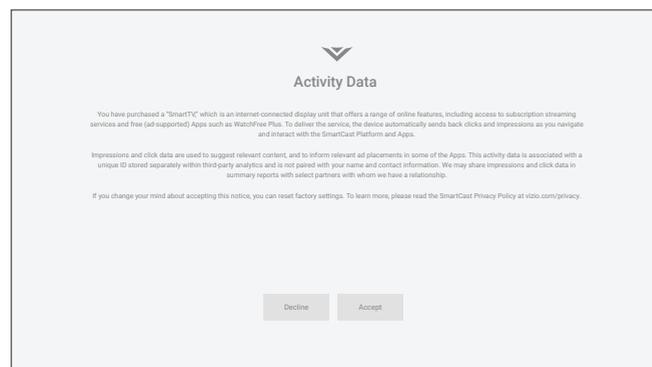 Activity Data
You have purchased a "SmartTV," which is an internet-connected display unit that offers a range of online features, including access to subscription streaming
services and free (ad-supported) Apps such as WatchFree Plus. To deliver the service, the device automatically sends back clicks and impressions as you navigate
and interact with the SmartCast Platform and Apps.
Impressions and click data are used to suggest relevant content, and to inform relevant ad placements in some of the Apps. This activity data is associated with a
unique ID stored separately within third-party analytics and is not paired with your name and contact information. We may share impressions and click data in
summary reports with select partners with whom we have a relationship.
If you change your mind about accepting this notice, you can reset factory settings. To learn more, please read the SmartCast Privacy Policy at vizio.com/privacy.
Decline
Accept